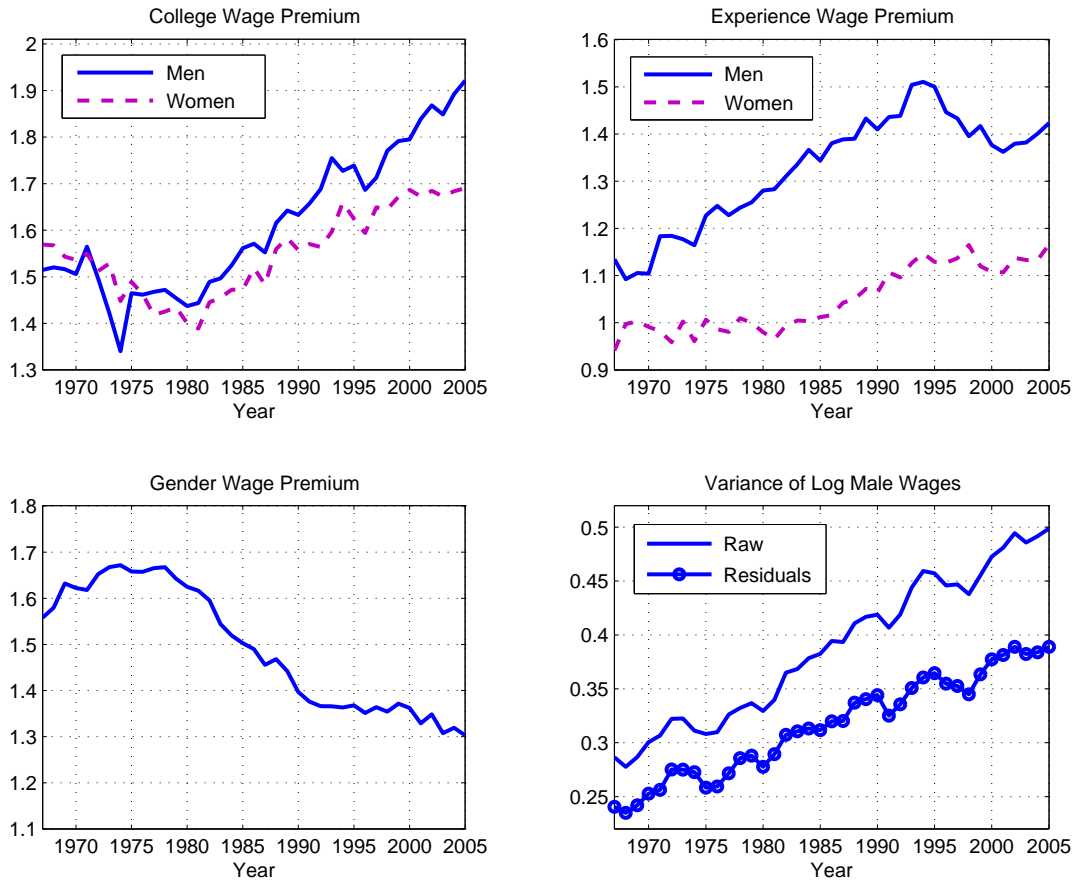 College Wage Premium
2
1.9
1.8
1.7
1.6
1.5
1.4
1.3
Men
Women
1970 1975 1980 1985 1990 1995 2000 2005
Year
Experience Wage Premium
1.6
1.5
1.4
1.3
1.2
1.1
1
0.9
Men
Women
1970 1975 1980 1985 1990 1995 2000 2005
Year
Gender Wage Premium
1.8
1.7
1.6
1.5
1.4
1.3
1.2
1.1
1970 1975 1980 1985 1990 1995 2000 2005
Year
Variance of Log Male Wages
0.5
0.45
0.4
0.35
0.3
0.25
Raw
Residuals
1970 1975 1980 1985 1990 1995 2000 2005
Year